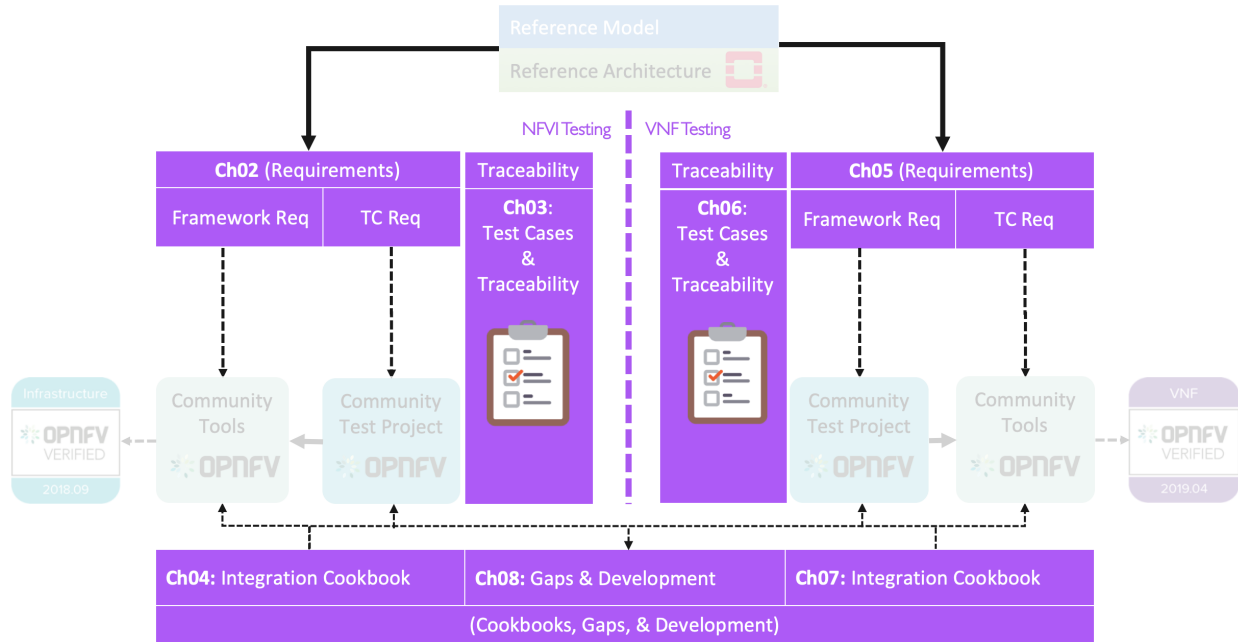 Reference Model
Reference Architecture
NFVI Testing
VNF Testing
Ch02 (Requirements)
Framework Req
TC Req
Traceability
Ch03:
Test Cases
&
Traceability
Traceability
Ch06:
Test Cases
&
Traceability
Ch05 (Requirements)
Framework Req
TC Req
Infrastructure
OPNFV
VERIFIED
2018.09
Community
Tools
OPNFV
Community
Test Project
OPNFV
Community
Test Project
OPNFV
Community
Tools
OPNFV
VNF
OPNFV
VERIFIED
2019.04
Ch04: Integration Cookbook
Ch08: Gaps & Development
Ch07: Integration Cookbook
(Cookbooks, Gaps, & Development)